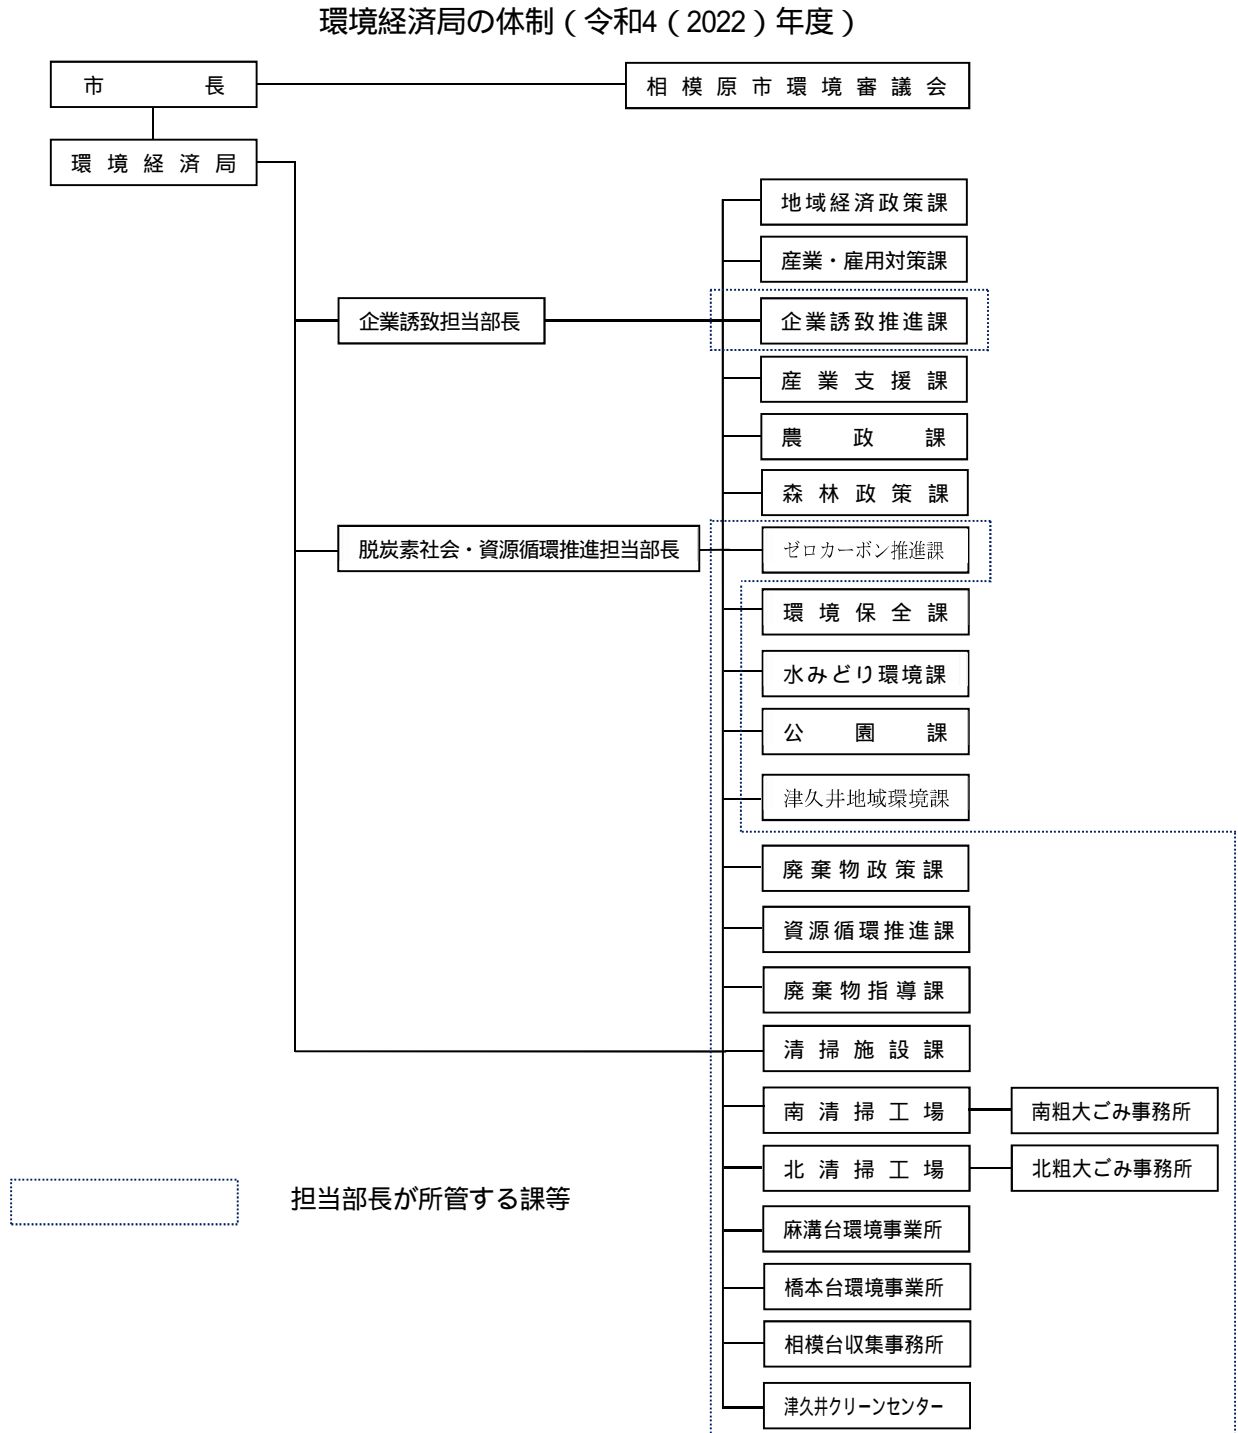 環境経済局の体制（令和4（2022）年度）
市長
相模原市環境審議会
環境経済局
地域経済政策課
産業・雇用対策課
企業誘致担当部長
企業誘致推進課
産業支援課
農政課
森林政策課
脱炭素社会・資源循環推進担当部長
ゼロカーボン推進課
環境保全課
水みどり環境課
公園課
津久井地域環境課
廃棄物政策課
資源循環推進課
廃棄物指導課
清掃施設課
南清掃工場
南粗大ごみ事務所
北清掃工場
北粗大ごみ事務所
担当部長が所管する課等
麻溝台環境事業所
橋本台環境事業所
相模台収集事務所
津久井クリーンセンター